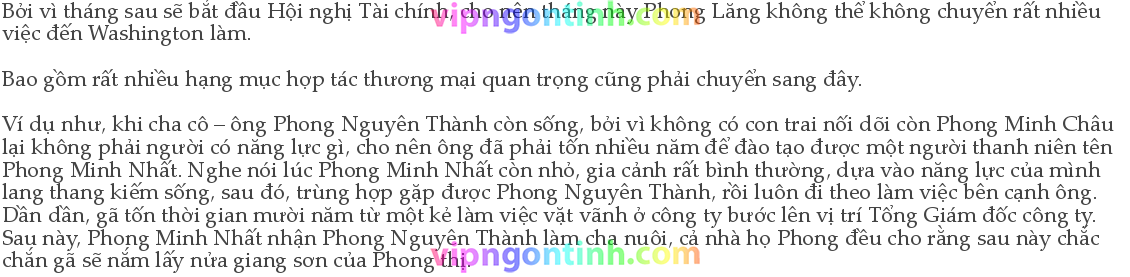 Bởi vì tháng sau sẽ bắt đầu Hội nghị Tài chính, cho nên tháng này Phong Lăng không thể không chuyển rất nhiều
vipngontinh.com
việc đến Washington làm.
Bao gồm rất nhiều hạng mục hợp tác thương mại quan trọng cũng phải chuyển sang đây.
Ví dụ như, khi cha cô – ông Phong Nguyên Thành còn sống, bởi vì không có con trai nối dõi còn Phong Minh Châu
lại không phải người có năng lực gì, cho nên ông đã phải tốn nhiều năm để đào tạo được một người thanh niên tên
Phong Minh Nhất. Nghe nói lúc Phong Minh Nhất còn nhỏ, gia cảnh rất bình thường, dựa vào năng lực của mình
lang thang kiếm sống, sau đó, trùng hợp gặp được Phong Nguyên Thành, rồi luôn đi theo làm việc bên cạnh ông.
Dần dần, gã tốn thời gian mười năm từ một kẻ làm việc vặt vãnh ở công ty bước lên vị trí Tổng Giám đốc công ty.
Sau này, Phong Minh Nhất nhận Phong Nguyên Thành làm cha nuôi, cả nhà họ Phong đều cho rằng sau này chắc
chắn gã sẽ nắm lấy nửa giang sơn của Phong thị.
vipngontinh.com